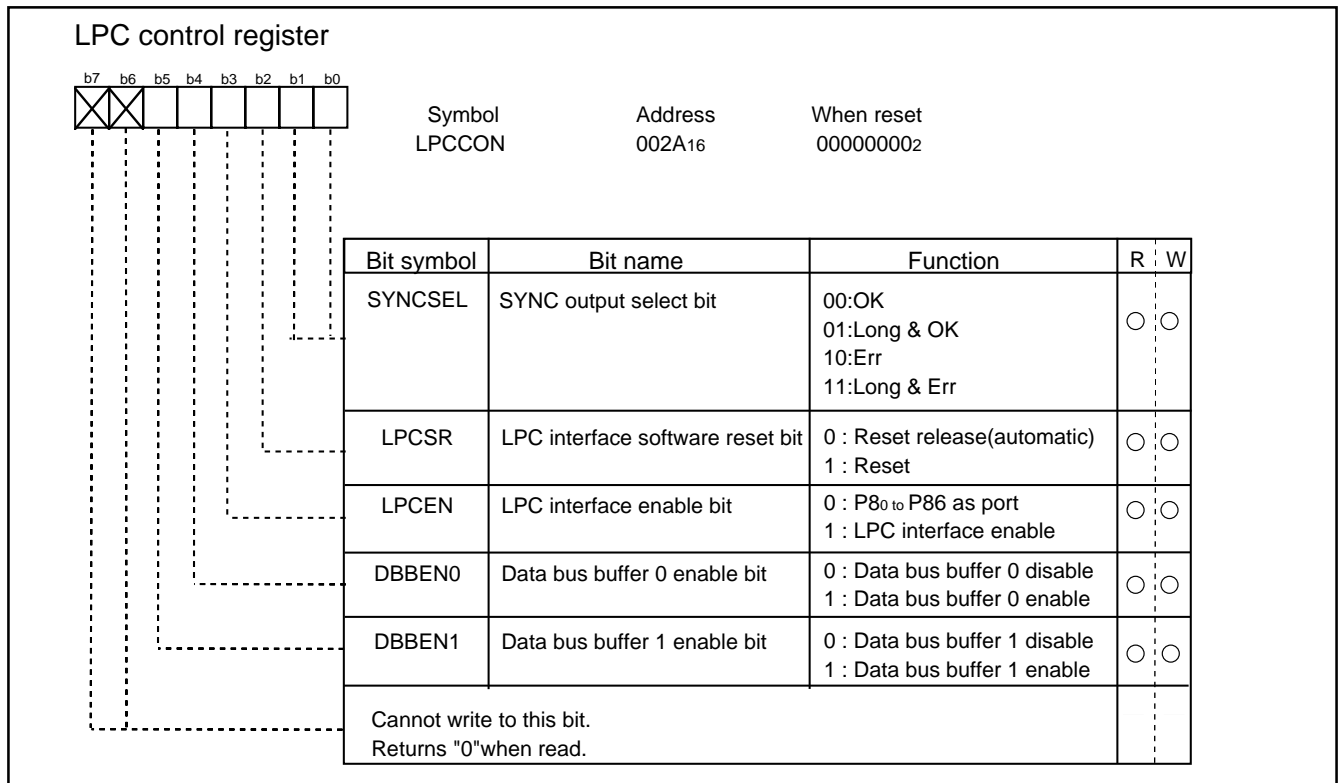 LPC control register
b7 b6 b5 b4 b3 b2 b1 b0
Symbol Address When reset
LPCCON 002A16 000000002
Bit symbol Bit name Function R W
SYNCSEL SYNC output select bit 00:OK
01:Long & OK
10:Err
11:Long & Err
LPCSR LPC interface software reset bit 0 : Reset release(automatic)
1 : Reset
LPCEN LPC interface enable bit 0 : P80 to P86 as port
1 : LPC interface enable
DBBEN0 Data bus buffer 0 enable bit 0 : Data bus buffer 0 disable
1 : Data bus buffer 0 enable
DBBEN1 Data bus buffer 1 enable bit 0 : Data bus buffer 1 disable
1 : Data bus buffer 1 enable
Cannot write to this bit.
Returns "0"when read.